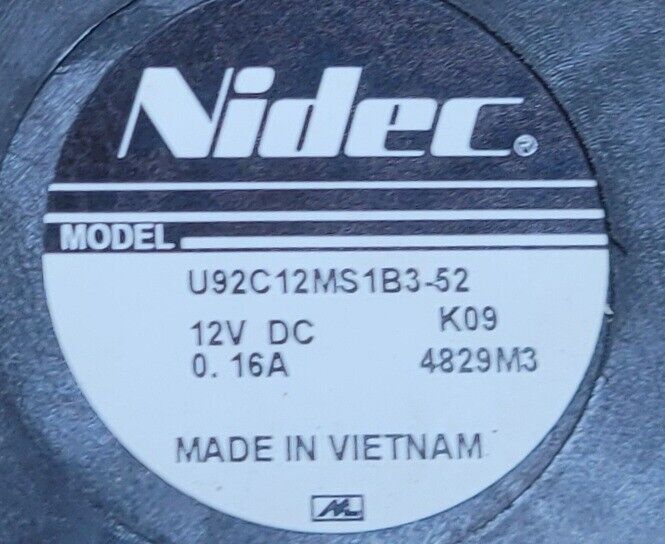 Nidec®
MODEL
U92C12MS1B3-52
12V DC K09
0.16A 4829M3
MADE IN VIETNAM